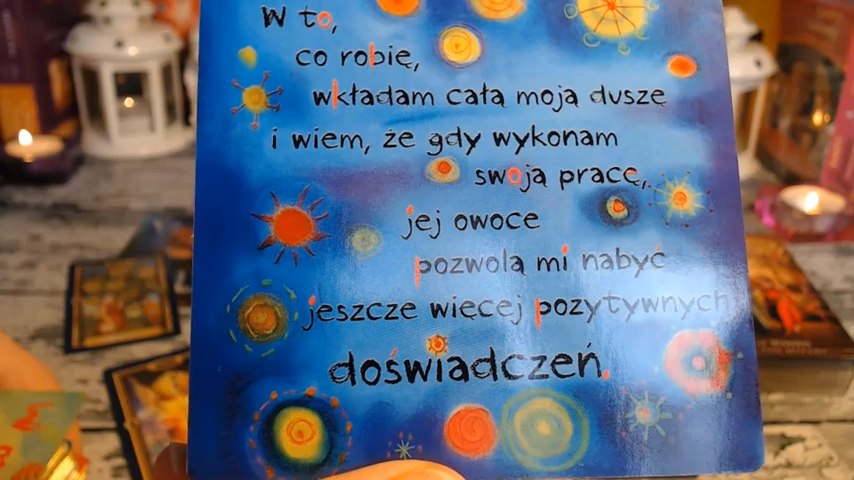 W to,
co robię,
wkładam całą moją duszę
i wiem, że gdy wykonam
swoją pracę,
jej owoce
pozwolą mi nabyć
jeszcze więcej pozytywnych
doświadczeń.